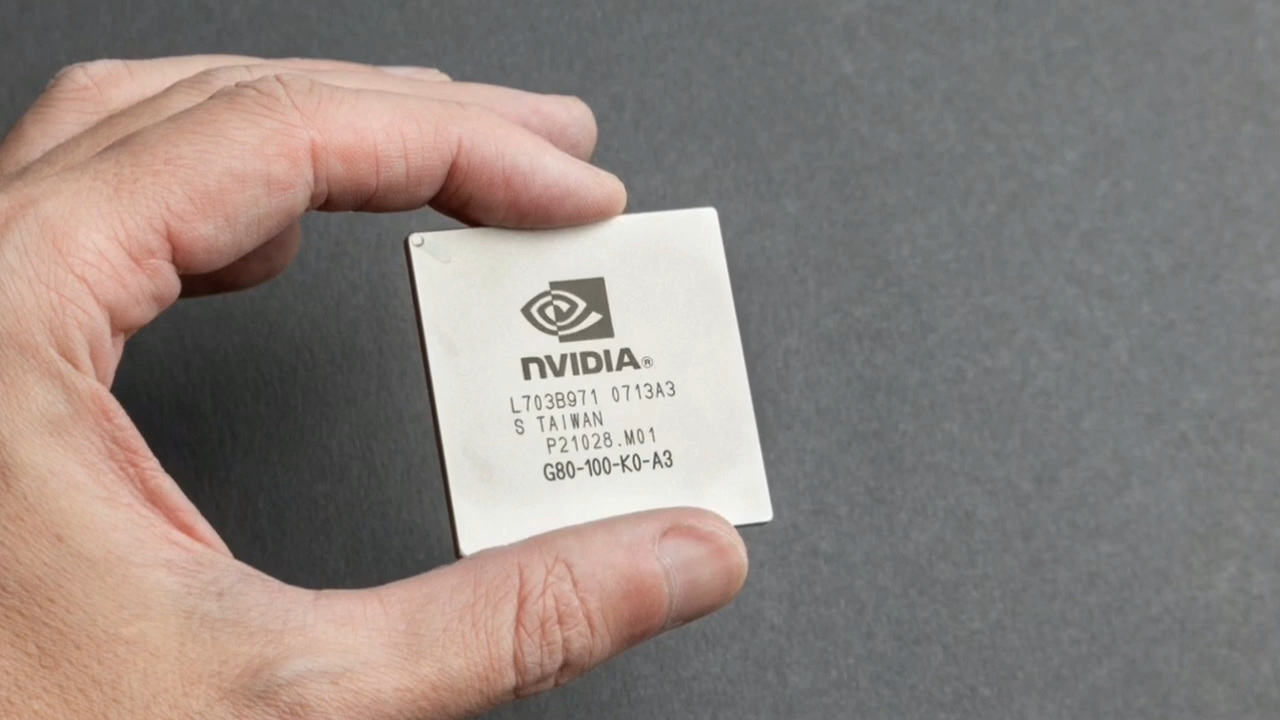 NVIDIA®
L703B971 0713A3
S TAIWAN
P21028.M01
G80-100-K0-A3